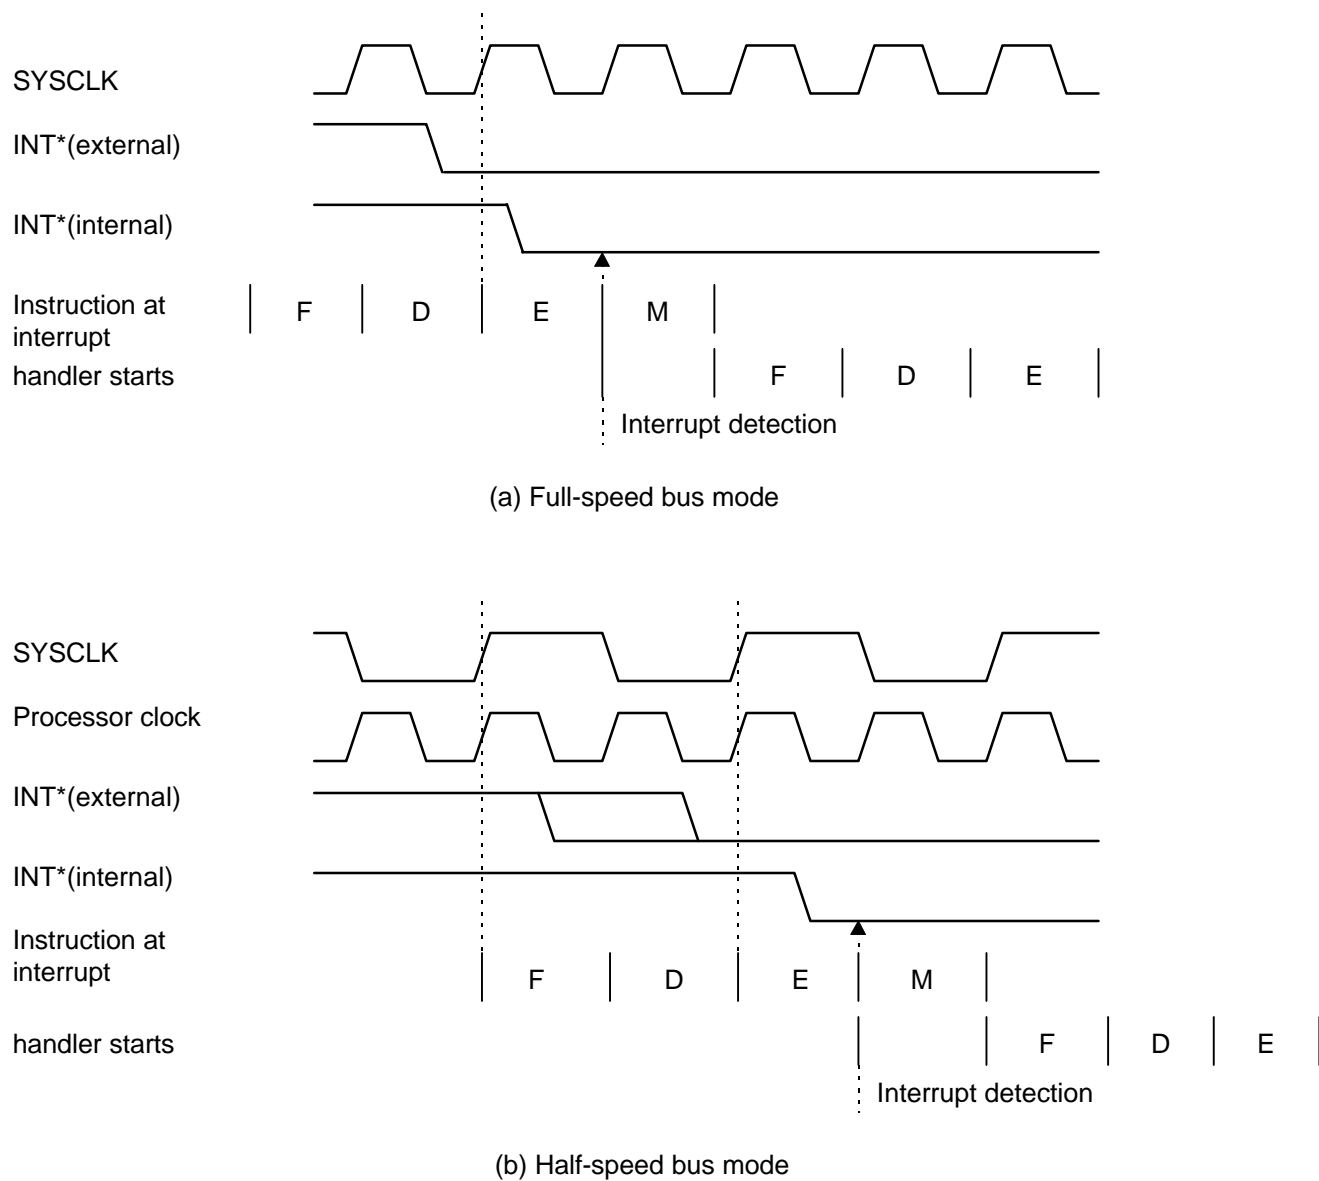 SYSCLK
INT*(external)
INT*(internal)
Instruction at
interrupt
F D E M
handler starts
F D E
Interrupt detection
(a) Full-speed bus mode
SYSCLK
Processor clock
INT*(external)
INT*(internal)
Instruction at
interrupt
F D E M
handler starts
F D E
Interrupt detection
(b) Half-speed bus mode